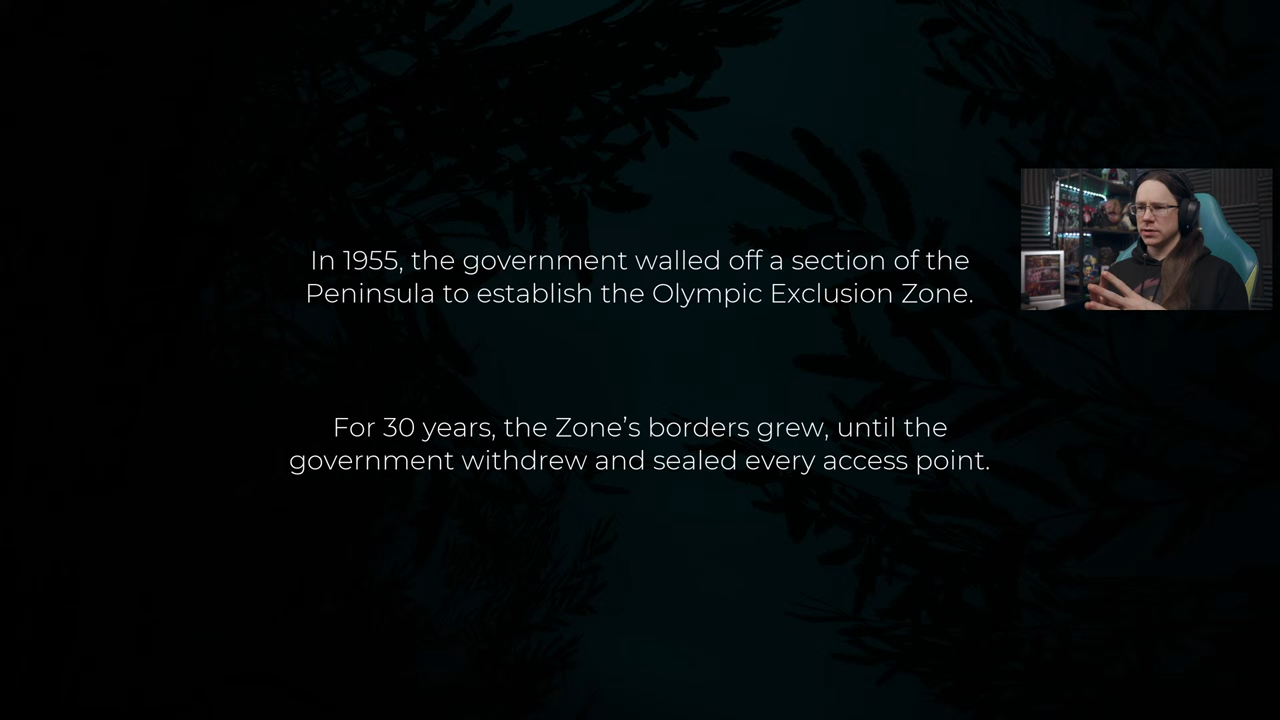 In 1955, the government walled off a section of the
Peninsula to establish the Olympic Exclusion Zone.
For 30 years, the Zone’s borders grew, until the
government withdrew and sealed every access point.